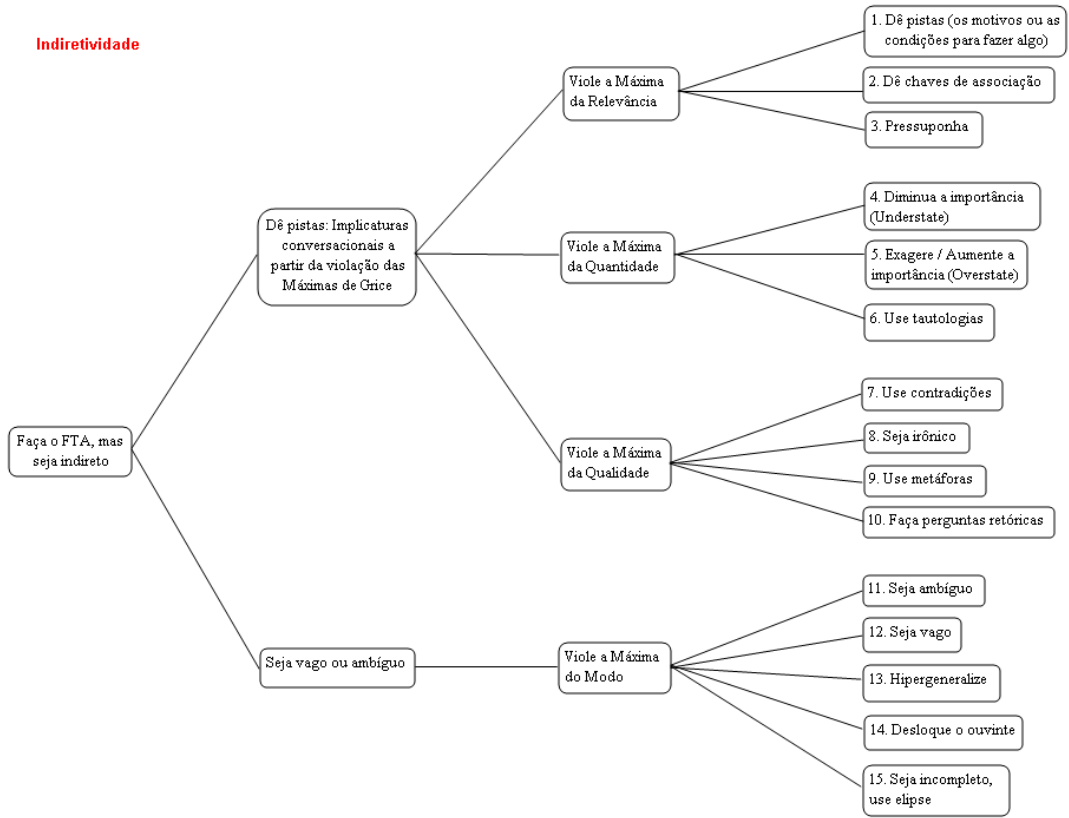 Indiretividade
Faça o FTA, mas
seja indireto
Dê pistas: Implicaturas
conversacionais a
partir da violação das
Máximas de Grice
Viole a Máxima
da Relevância
1. Dê pistas (os motivos ou as
condições para fazer algo)
2. Dê chaves de associação
3. Pressuponha
Viole a Máxima
da Quantidade
4. Diminua a importância
(Understate)
5. Exagere / Aumente a
importância (Overstate)
6. Use tautologias
Viole a Máxima
da Qualidade
7. Use contradições
8. Seja irônico
9. Use metáforas
10. Faça perguntas retóricas
Seja vago ou ambíguo
Viole a Máxima
do Modo
11. Seja ambíguo
12. Seja vago
13. Hipergeneralize
14. Desloque o ouvinte
15. Seja incompleto,
use elipse